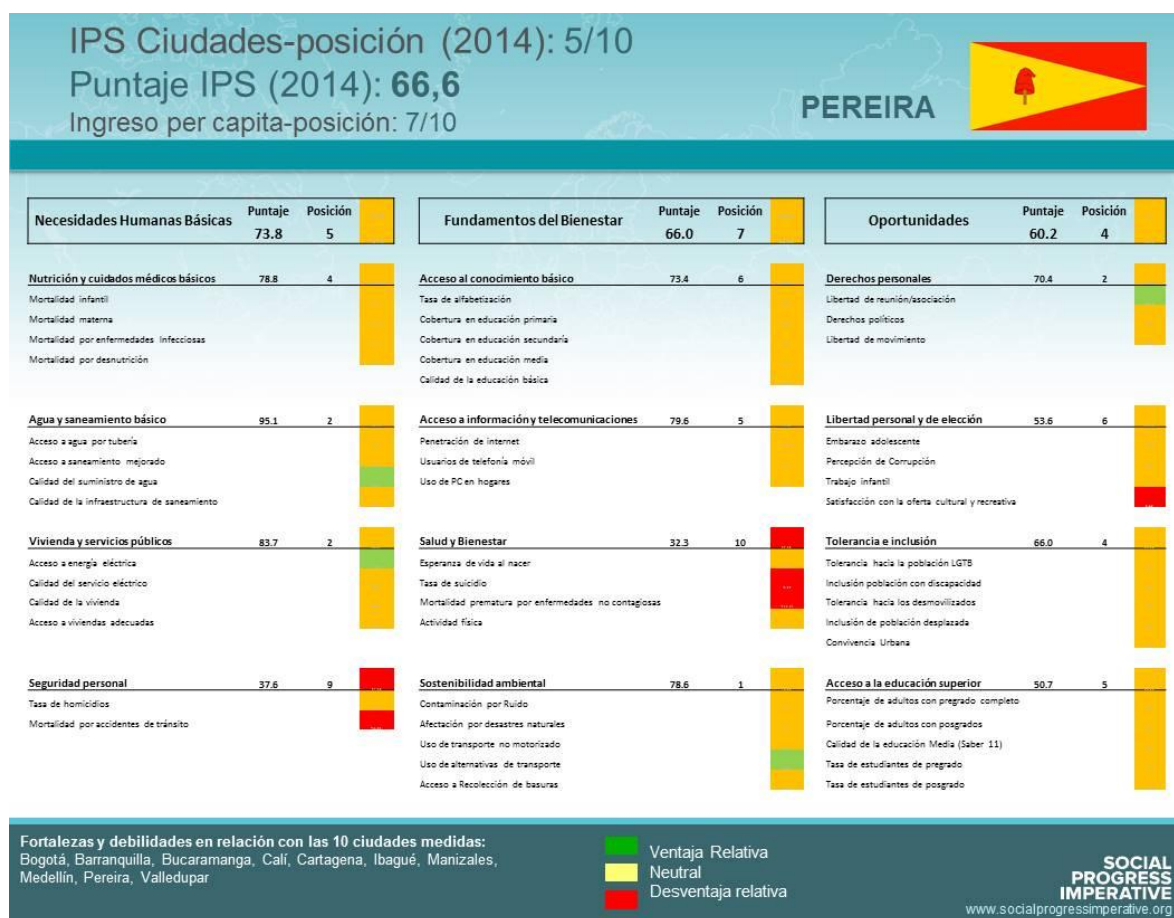 IPS Ciudades-posición (2014): 5/10
Puntaje IPS (2014): 66,6
Ingreso per capita-posición: 7/10
PEREIRA
Necesidades Humanas Básicas Puntaje Posición
73.8 5
Nutrición y cuidados médicos básicos 78.8 4
Mortalidad infantil
Mortalidad materna
Mortalidad por enfermedades Infecciosas
Mortalidad por desnutrición
Agua y saneamiento básico 95.1 2
Acceso a agua por tubería
Acceso a saneamiento mejorado
Calidad del suministro de agua
Calidad de la infraestructura de saneamiento
Vivienda y servicios públicos 83.7 2
Acceso a energía eléctrica
Calidad del servicio eléctrico
Calidad de la vivienda
Acceso a viviendas adecuadas
Seguridad personal 37.6 9
Tasa de homicidios
Mortalidad por accidentes de tránsito
Fundamentos del Bienestar Puntaje Posición
66.0 7
Acceso al conocimiento básico 73.4 6
Tasa de alfabetización
Cobertura en educación primaria
Cobertura en educación secundaría
Cobertura en educación media
Calidad de la educación básica
Acceso a información y telecomunicaciones 79.6 5
Penetración de internet
Usuarios de telefonía móvil
Uso de PC en hogares
Salud y Bienestar 32.3 10
Esperanza de vida al nacer
Tasa de suicidio
Mortalidad prematura por enfermedades no contagiosas
Actividad física
Sostenibilidad ambiental 78.6 1
Contaminación por Ruido
Afectación por desastres naturales
Uso de transporte no motorizado
Uso de alternativas de transporte
Acceso a Recolección de basuras
Oportunidades Puntaje Posición
60.2 4
Derechos personales 70.4 2
Libertad de reunión/asociación
Derechos políticos
Libertad de movimiento
Libertad personal y de elección 53.6 6
Embarazo adolescente
Percepción de Corrupción
Trabajo infantil
Satisfacción con la oferta cultural y recreativa
Tolerancia e inclusión 66.0 4
Tolerancia hacia la población LGTB
Inclusión población con discapacidad
Tolerancia hacia los desmovilizados
Inclusión de población desplazada
Convivencia Urbana
Acceso a la educación superior 50.7 5
Porcentaje de adultos con pregrado completo
Porcentaje de adultos con posgrados
Calidad de la educación Media (Saber 11)
Tasa de estudiantes de pregrado
Tasa de estudiantes de posgrado
Fortalezas y debilidades en relación con las 10 ciudades medidas:
Bogotá, Barranquilla, Bucaramanga, Calí, Cartagena, Ibagué, Manizales,
Medellín, Pereira, Valledupar
Ventaja Relativa
Neutral
Desventaja relativa
SOCIAL
PROGRESS
IMPERATIVE
www.socialprogressimperative.org